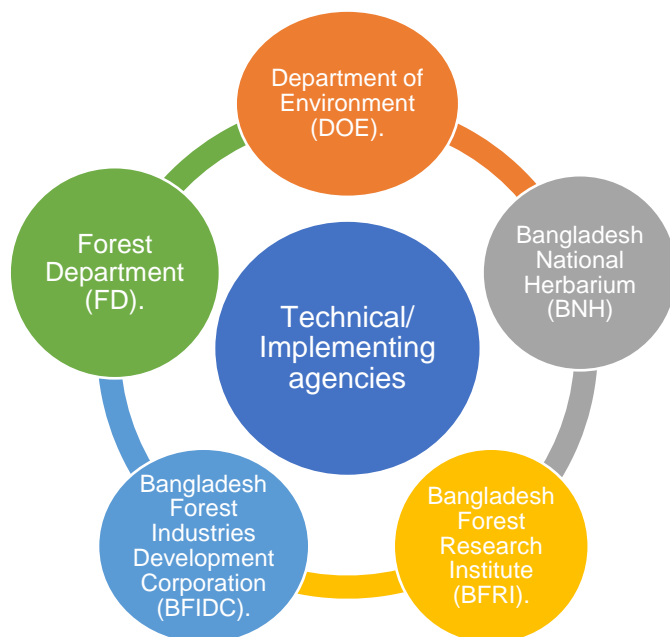 Department of
Environment
(DOE).
Bangladesh
National
Herbarium
(BNH)
Forest
Department
(FD).
Technical/
Implementing
agencies
Bangladesh
Forest
Industries
Development
Corporation
(BFIDC).
Bangladesh
Forest
Research
Institute
(BFRI).